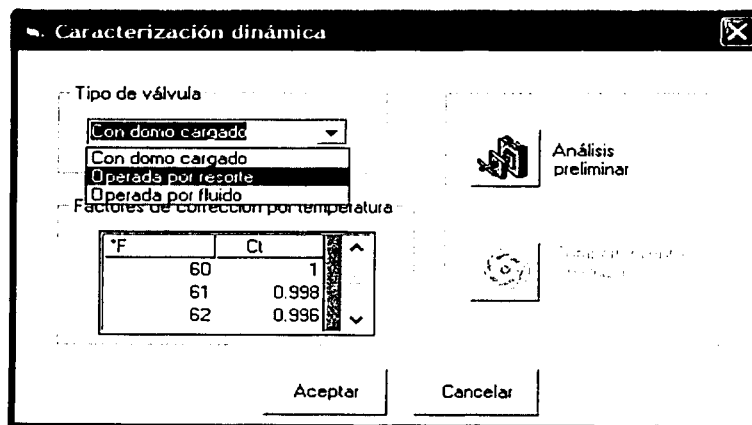 Caracterización dinámica
Tipo de válvula
Con domo cargado
Con domo cargado
Operada por resorte
Operada por fluido
Factores de corrección por temperatura
°F Ct
60 1
61 0.998
62 0.996
Análisis
preliminar
Aceptar Cancelar